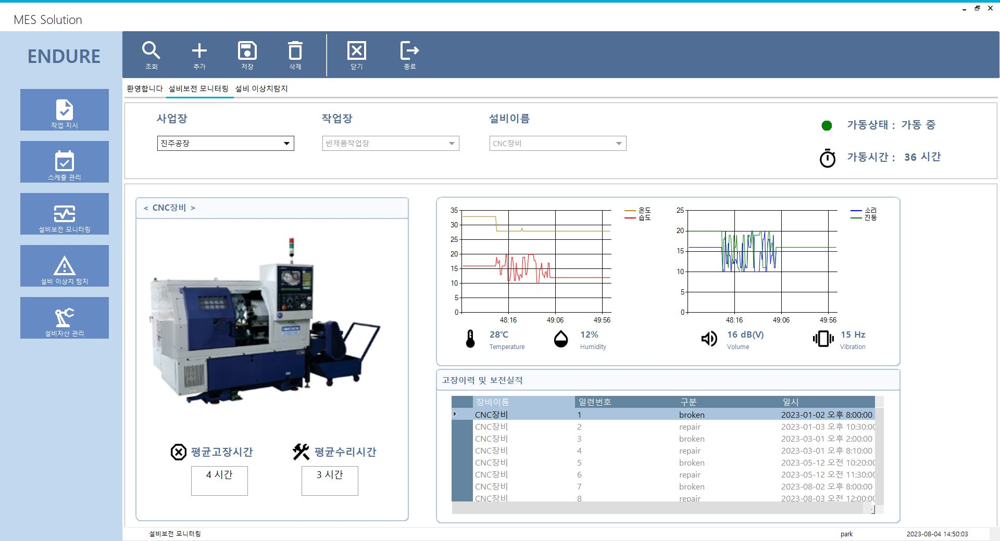 MES Solution
ENDURE
조회
추가
저장
삭제
닫기
종료
작업 지시
스케쥴 관리
설비보전 모니터링
설비 이상치 탐지
설비자산 관리
환영합니다 설비보전 모니터링 설비 이상치탐지
사업장
작업장
설비이름
진주공장
반제품작업장
CNC장비
가동상태 : 가동 중
가동시간 : 36 시간
< CNC장비 >
평균고장시간
평균수리시간
4 시간
3 시간
35
30
25
20
15
10
5
0
48:16
49:06
49:56
온도
습도
25
20
15
10
5
0
48:16
49:06
49:56
소리
진동
28℃
Temperature
12%
Humidity
16 dB(V)
Volume
15 Hz
Vibration
고장이력 및 보전실적
장비이름 일련번호 구분 일시
CNC장비 1 broken 2023-01-02 오후 8:00:00
CNC장비 2 repair 2023-01-03 오후 10:30:00
CNC장비 3 broken 2023-03-01 오후 2:00:00
CNC장비 4 repair 2023-03-01 오후 8:10:00
CNC장비 5 broken 2023-05-12 오전 10:20:00
CNC장비 6 repair 2023-05-12 오전 11:30:00
CNC장비 7 broken 2023-08-02 오후 8:00:00
CNC장비 8 repair 2023-08-03 오전 12:00:00
설비보전 모니터링
park
2023-08-04 14:50:03